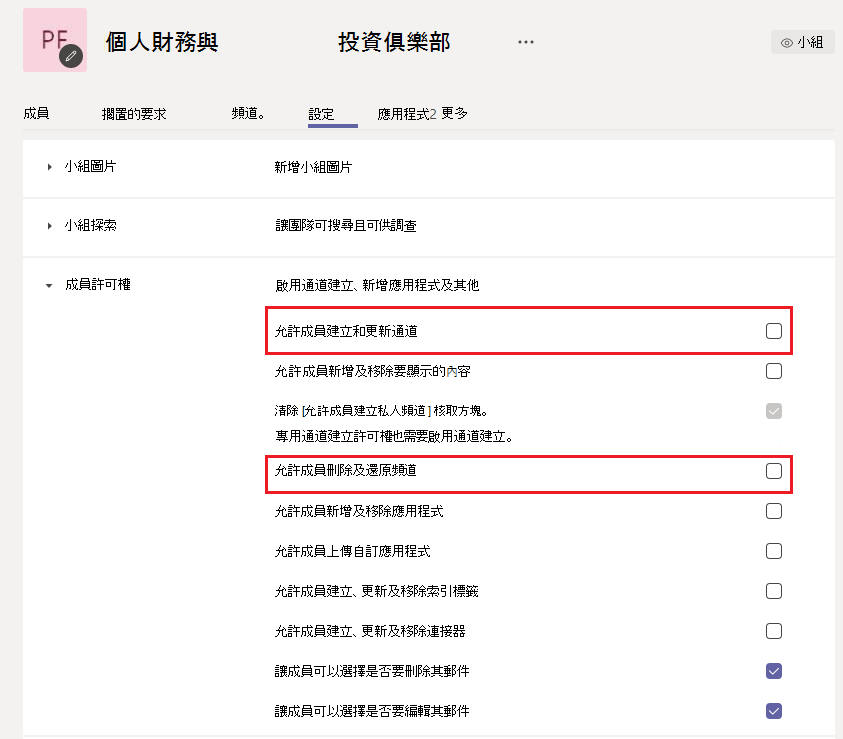 PF 個人財務與 投資俱樂部 ... 小組
成員 擱置的要求 頻道。 設定 應用程式2 更多
小組圖片 新增小組圖片
小組探索 讓團隊可搜尋且可供調查
成員許可權 啟用通道建立、新增應用程式及其他
允許成員建立和更新通道
允許成員新增及移除要顯示的內容
清除 [允許成員建立私人頻道] 核取方塊。
專用通道建立許可權也需要啟用通道建立。
允許成員刪除及還原頻道
允許成員新增及移除應用程式
允許成員上傳自訂應用程式
允許成員建立、更新及移除索引標籤
允許成員建立、更新及移除連接器
讓成員可以選擇是否要刪除其郵件
讓成員可以選擇是否要編輯其郵件